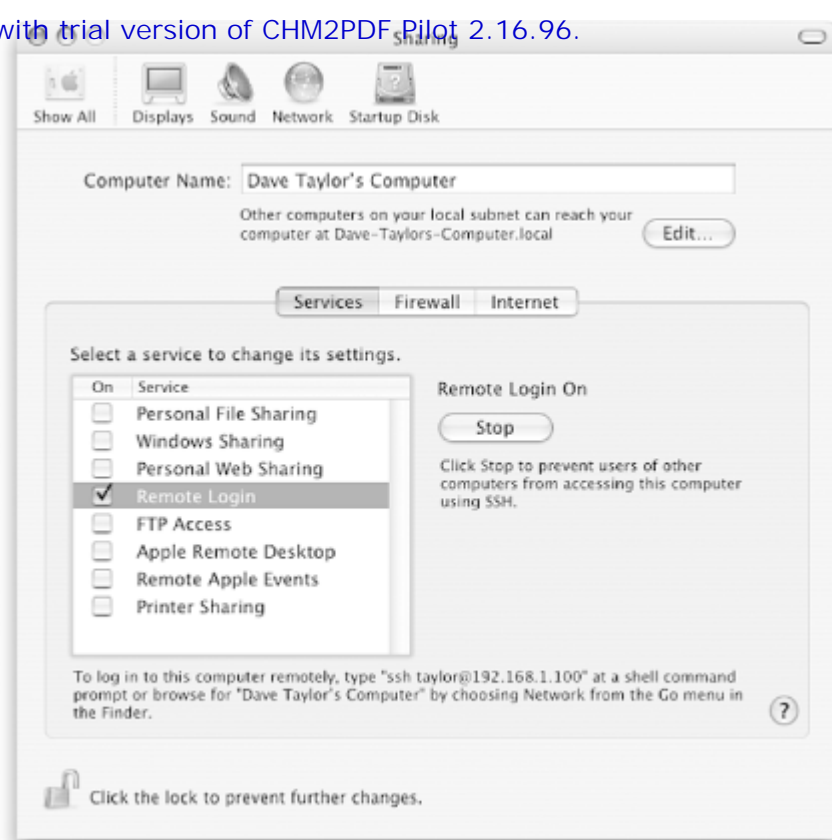 with trial version of CHM2PDF Pilot 2.16.96.
Sharing
Show All Displays Sound Network Startup Disk
Computer Name: Dave Taylor's Computer
Other computers on your local subnet can reach your
computer at Dave-Taylors-Computer.local
Edit...
Services Firewall Internet
Select a service to change its settings.
On Service
Personal File Sharing
Windows Sharing
Personal Web Sharing
Remote Login
FTP Access
Apple Remote Desktop
Remote Apple Events
Printer Sharing
Remote Login On
Stop
Click Stop to prevent users of other
computers from accessing this computer
using SSH.
To log in to this computer remotely, type "ssh taylor@192.168.1.100" at a shell command
prompt or browse for "Dave Taylor's Computer" by choosing Network from the Go menu in
the Finder.
?
Click the lock to prevent further changes.